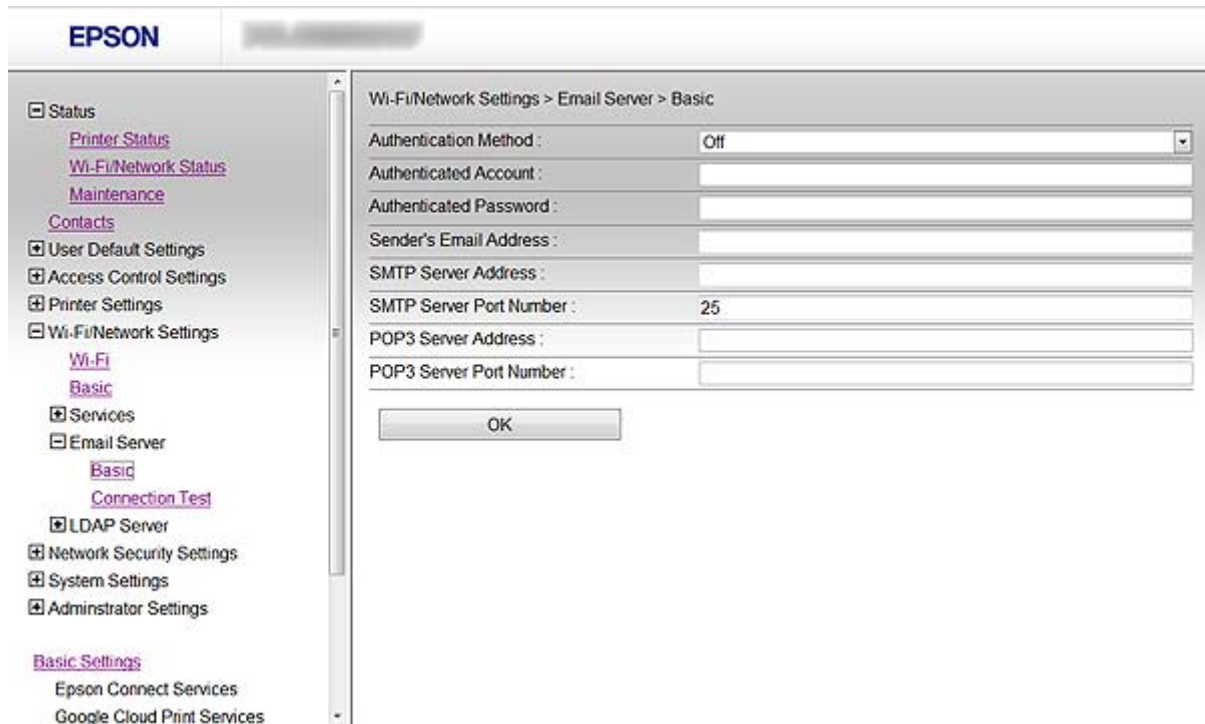 EPSON
Status
Printer Status
Wi-Fi/Network Status
Maintenance
Contacts
User Default Settings
Access Control Settings
Printer Settings
Wi-Fi/Network Settings
Wi-Fi
Basic
Services
Email Server
Basic
Connection Test
LDAP Server
Network Security Settings
System Settings
Adminstrator Settings
Basic Settings
Epson Connect Services
Google Cloud Print Services
Wi-Fi/Network Settings > Email Server > Basic
Authentication Method : Off
Authenticated Account :
Authenticated Password :
Sender's Email Address :
SMTP Server Address :
SMTP Server Port Number : 25
POP3 Server Address :
POP3 Server Port Number :
OK